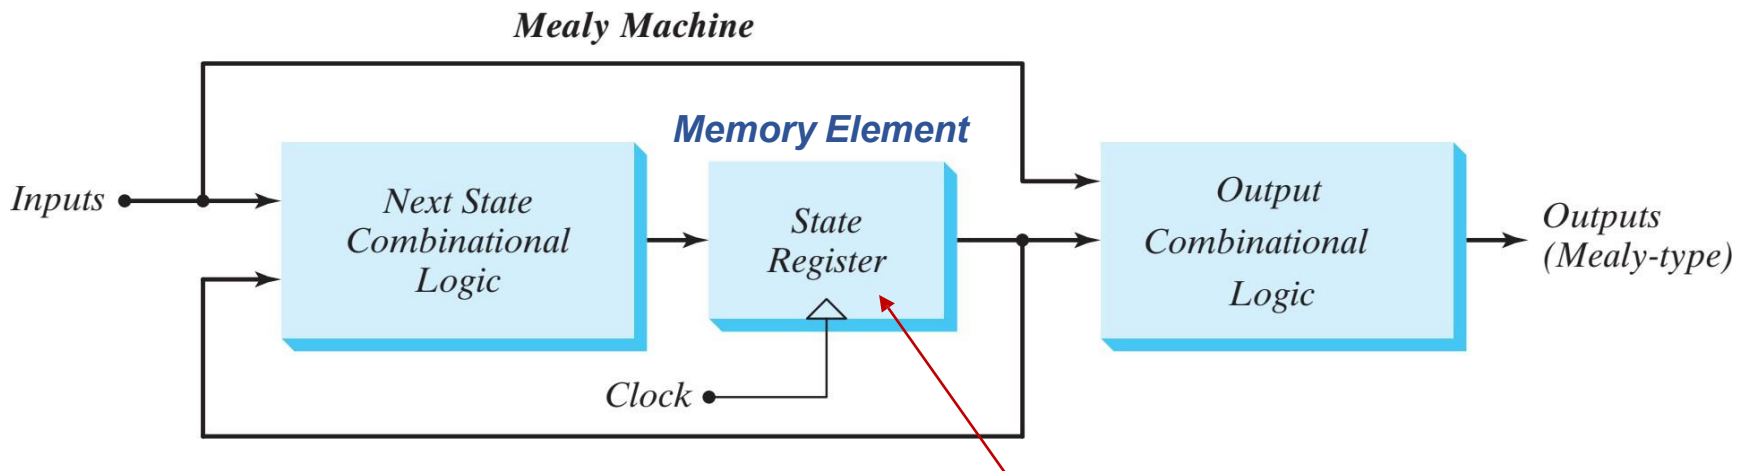 Mealy Machine
Memory Element
Inputs
Next State
Combinational
Logic
State
Register
Output
Combinational
Logic
Outputs
(Mealy-type)
Clock